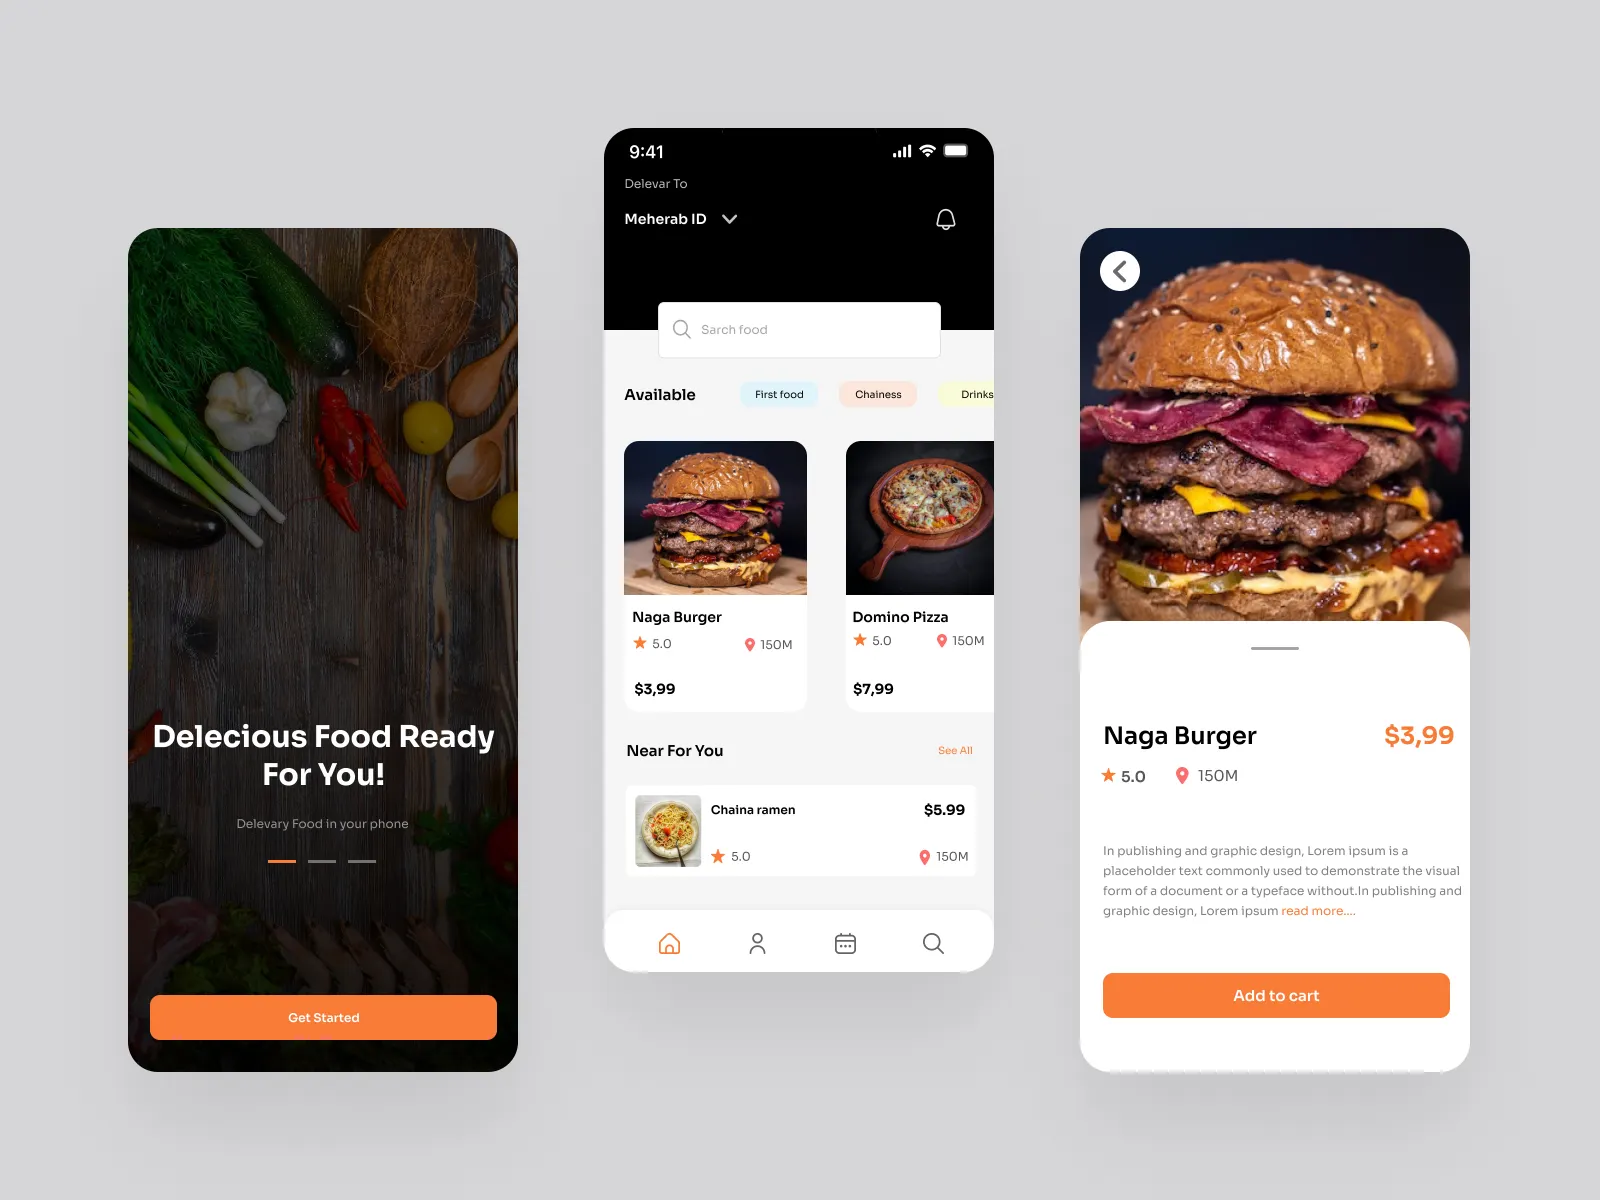 Delecious Food Ready
For You!
Delevary Food in your phone
Get Started
9:41
Delevar To
Meherab ID
Sarch food
Available
First food
Chainess
Drinks
Naga Burger
5.0
150M
$3,99
Domino Pizza
5.0
150M
$7,99
Near For You
See All
Chaina ramen
$5.99
5.0
150M
Naga Burger
$3,99
5.0
150M
In publishing and graphic design, Lorem ipsum is a
placeholder text commonly used to demonstrate the visual
form of a document or a typeface without.In publishing and
graphic design, Lorem ipsum read more....
Add to cart